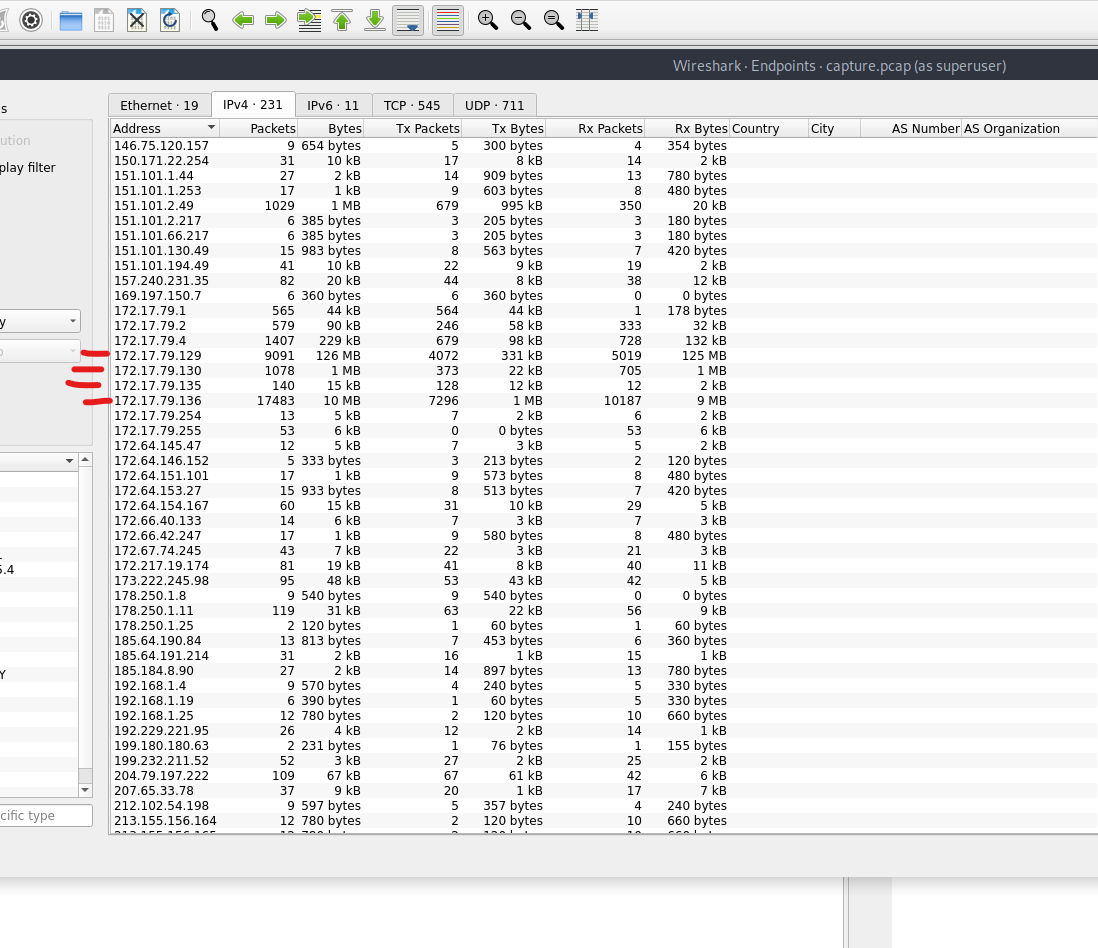 Wireshark · Endpoints · capture.pcap (as superuser)
s
Ethernet · 19 IPv4 · 231 IPv6 · 11 TCP · 545 UDP · 711
Address Packets Bytes Tx Packets Tx Bytes Rx Packets Rx Bytes Country City AS Number AS Organization
ution
play filter
146.75.120.157 9 654 bytes 5 300 bytes 4 354 bytes
150.171.22.254 31 10 kB 17 8 kB 14 2 kB
151.101.1.44 27 2 kB 14 909 bytes 13 780 bytes
151.101.1.253 17 1 kB 9 603 bytes 8 480 bytes
151.101.2.49 1029 1 MB 679 995 kB 350 20 kB
151.101.2.217 6 385 bytes 3 205 bytes 3 180 bytes
151.101.66.217 6 385 bytes 3 205 bytes 3 180 bytes
151.101.130.49 15 983 bytes 8 563 bytes 7 420 bytes
151.101.194.49 41 10 kB 22 9 kB 19 2 kB
157.240.231.35 82 20 kB 44 8 kB 38 12 kB
169.197.150.7 6 360 bytes 6 360 bytes 0 0 bytes
172.17.79.1 565 44 kB 564 44 kB 1 178 bytes
y
172.17.79.2 579 90 kB 246 58 kB 333 32 kB
172.17.79.4 1407 229 kB 679 98 kB 728 132 kB
172.17.79.129 9091 126 MB 4072 331 kB 5019 125 MB
172.17.79.130 1078 1 MB 373 22 kB 705 1 MB
172.17.79.135 140 15 kB 128 12 kB 12 2 kB
172.17.79.136 17483 10 MB 7296 1 MB 10187 9 MB
172.17.79.254 13 5 kB 7 2 kB 6 2 kB
172.17.79.255 53 6 kB 0 0 bytes 53 6 kB
172.64.145.47 12 5 kB 7 3 kB 5 2 kB
172.64.146.152 5 333 bytes 3 213 bytes 2 120 bytes
172.64.151.101 17 1 kB 9 573 bytes 8 480 bytes
172.64.153.27 15 933 bytes 8 513 bytes 7 420 bytes
172.64.154.167 60 15 kB 31 10 kB 29 5 kB
172.66.40.133 14 6 kB 7 3 kB 7 3 kB
172.66.42.247 17 1 kB 9 580 bytes 8 480 bytes
172.67.74.245 43 7 kB 22 3 kB 21 3 kB
172.217.19.174 81 19 kB 41 8 kB 40 11 kB
5.4
173.222.245.98 95 48 kB 53 43 kB 42 5 kB
178.250.1.8 9 540 bytes 9 540 bytes 0 0 bytes
178.250.1.11 119 31 kB 63 22 kB 56 9 kB
178.250.1.25 2 120 bytes 1 60 bytes 1 60 bytes
185.64.190.84 13 813 bytes 7 453 bytes 6 360 bytes
185.64.191.214 31 2 kB 16 1 kB 15 1 kB
185.184.8.90 27 2 kB 14 897 bytes 13 780 bytes
Y
192.168.1.4 9 570 bytes 4 240 bytes 5 330 bytes
192.168.1.19 6 390 bytes 1 60 bytes 5 330 bytes
192.168.1.25 12 780 bytes 2 120 bytes 10 660 bytes
192.229.221.95 26 4 kB 12 2 kB 14 1 kB
199.180.180.63 2 231 bytes 1 76 bytes 1 155 bytes
199.232.211.52 52 3 kB 27 2 kB 25 2 kB
204.79.197.222 109 67 kB 67 61 kB 42 6 kB
207.65.33.78 37 9 kB 20 1 kB 17 7 kB
212.102.54.198 9 597 bytes 5 357 bytes 4 240 bytes
cific type
213.155.156.164 12 780 bytes 2 120 bytes 10 660 bytes